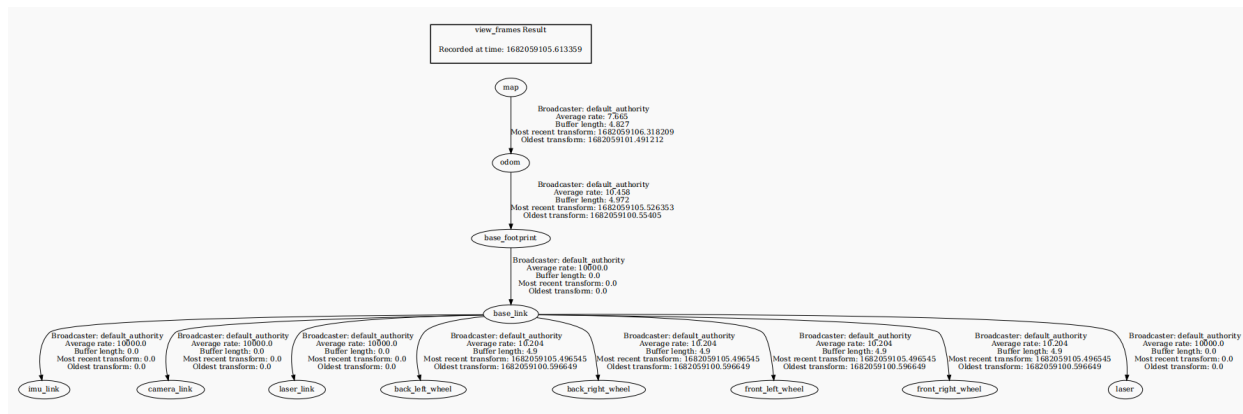 view_frames Result
Recorded at time: 1682059105.613359
map
Broadcaster: default_authority
Average rate: 7.665
Buffer length: 4.827
Most recent transform: 1682059106.318209
Oldest transform: 1682059101.491212
odom
Broadcaster: default_authority
Average rate: 10.458
Buffer length: 4.972
Most recent transform: 1682059105.526353
Oldest transform: 1682059100.55405
base_footprint
Broadcaster: default_authority
Average rate: 10000.0
Buffer length: 0.0
Most recent transform: 0.0
Oldest transform: 0.0
base_link
Broadcaster: default_authority
Average rate: 10000.0
Buffer length: 0.0
Most recent transform: 0.0
Oldest transform: 0.0
imu_link
Broadcaster: default_authority
Average rate: 10000.0
Buffer length: 0.0
Most recent transform: 0.0
Oldest transform: 0.0
camera_link
Broadcaster: default_authority
Average rate: 10000.0
Buffer length: 0.0
Most recent transform: 0.0
Oldest transform: 0.0
laser_link
Broadcaster: default_authority
Average rate: 10.204
Buffer length: 4.9
Most recent transform: 1682059105.496545
Oldest transform: 1682059100.596649
back_left_wheel
Broadcaster: default_authority
Average rate: 10.204
Buffer length: 4.9
Most recent transform: 1682059105.496545
Oldest transform: 1682059100.596649
back_right_wheel
Broadcaster: default_authority
Average rate: 10.204
Buffer length: 4.9
Most recent transform: 1682059105.496545
Oldest transform: 1682059100.596649
front_left_wheel
Broadcaster: default_authority
Average rate: 10.204
Buffer length: 4.9
Most recent transform: 1682059105.496545
Oldest transform: 1682059100.596649
front_right_wheel
Broadcaster: default_authority
Average rate: 10000.0
Buffer length: 0.0
Most recent transform: 0.0
Oldest transform: 0.0
laser